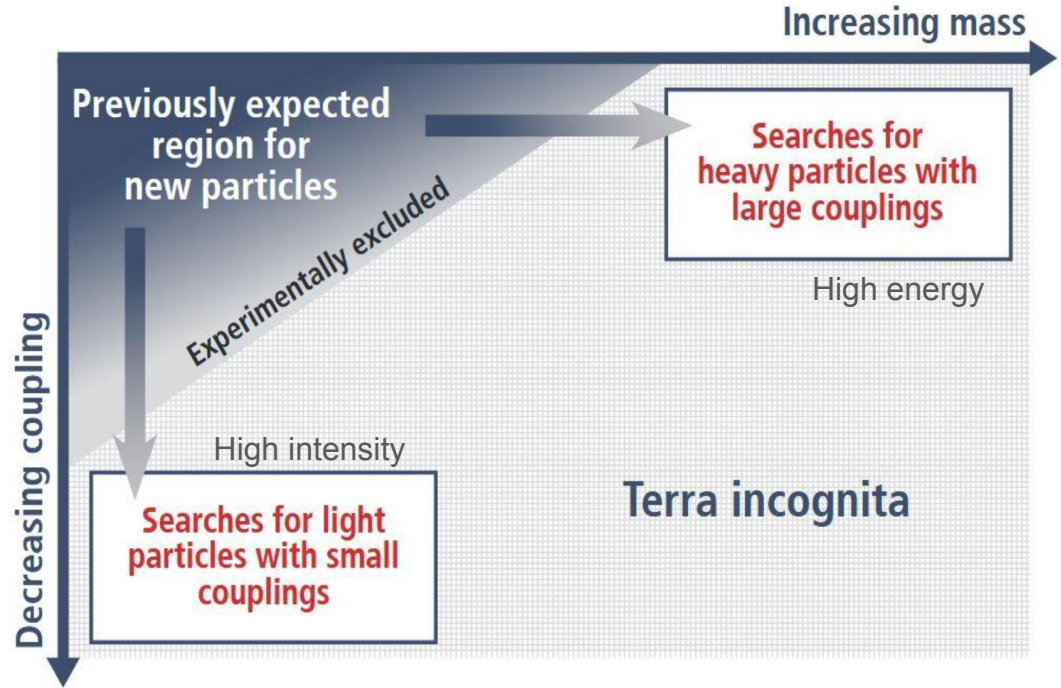 Increasing mass
Previously expected
region for
new particles
Searches for
heavy particles with
large couplings
Experimentally excluded
High energy
Decreasing coupling
High intensity
Searches for light
particles with small
couplings
Terra incognita